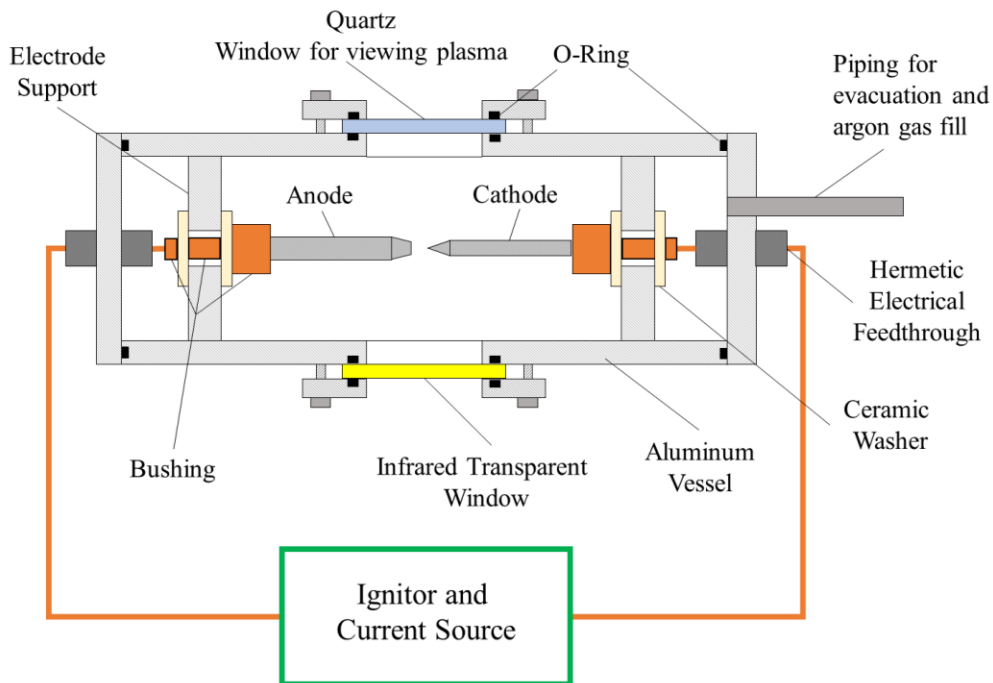 Quartz
Window for viewing plasma
Electrode
Support
O-Ring
Piping for
evacuation and
argon gas fill
Anode
Cathode
Hermetic
Electrical
Feedthrough
Bushing
Infrared Transparent
Window
Aluminum
Vessel
Ceramic
Washer
Ignitor and
Current Source